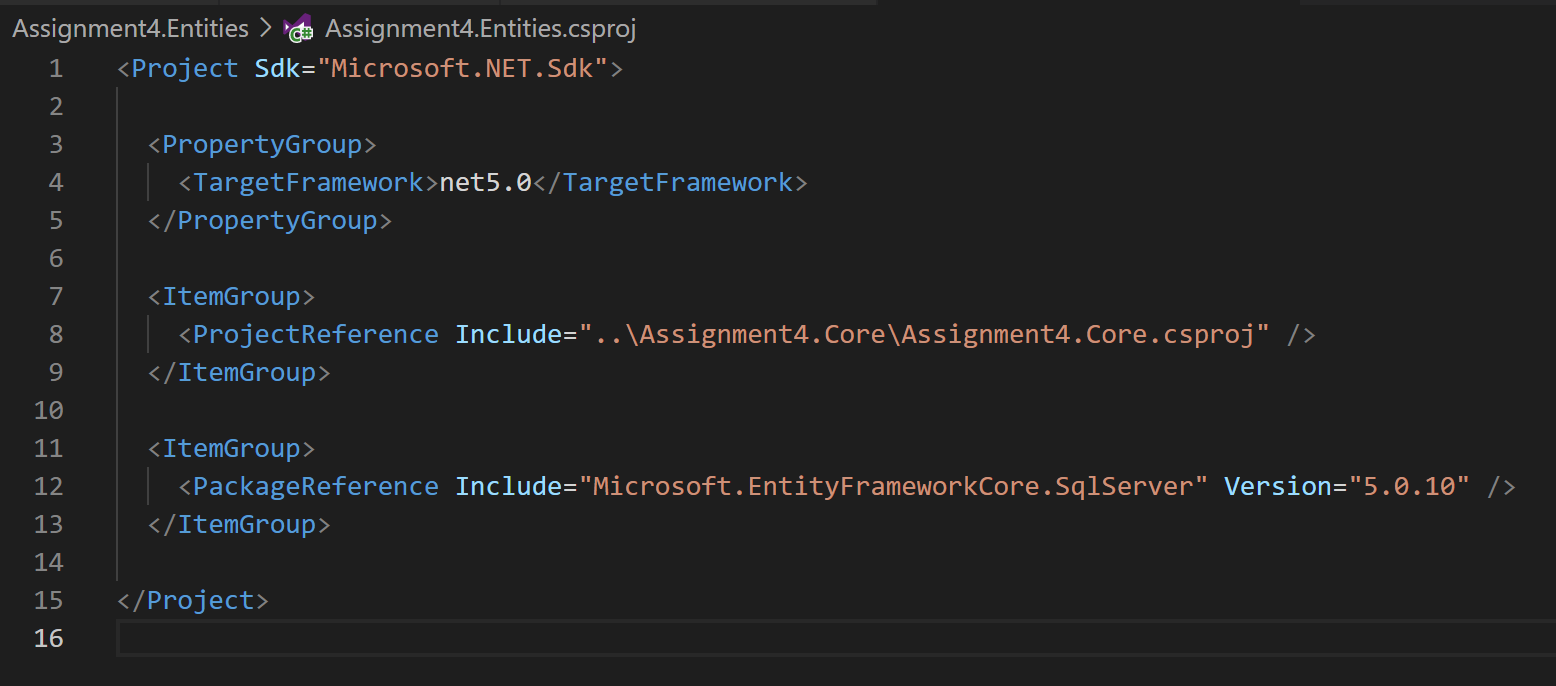 Assignment4.Entities > Assignment4.Entities.csproj
1 <Project Sdk="Microsoft.NET.Sdk">
2
3   <PropertyGroup>
4     <TargetFramework>net5.0</TargetFramework>
5   </PropertyGroup>
6
7   <ItemGroup>
8     <ProjectReference Include="..\Assignment4.Core\Assignment4.Core.csproj" />
9   </ItemGroup>
10
11   <ItemGroup>
12     <PackageReference Include="Microsoft.EntityFrameworkCore.SqlServer" Version="5.0.10" />
13   </ItemGroup>
14
15 </Project>
16